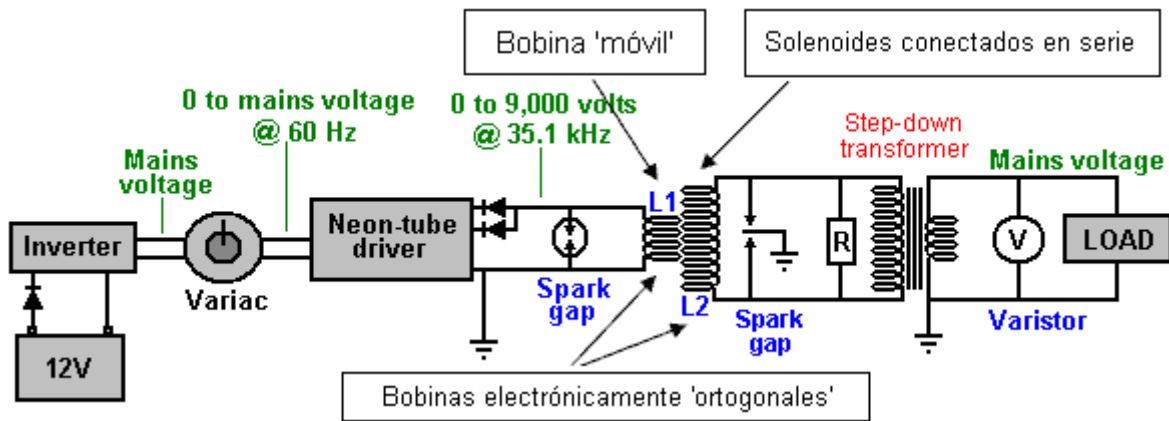 Bobina 'móvil'
Solenoides conectados en serie
0 to mains voltage
@ 60 Hz
0 to 9,000 volts
@ 35.1 kHz
Step-down
transformer
Mains
voltage
Mains voltage
L1
Inverter
Neon-tube
driver
R
V
LOAD
Variac
Spark
gap
L2
Spark
gap
Varistor
12V
Bobinas electrónicamente 'ortogonales'